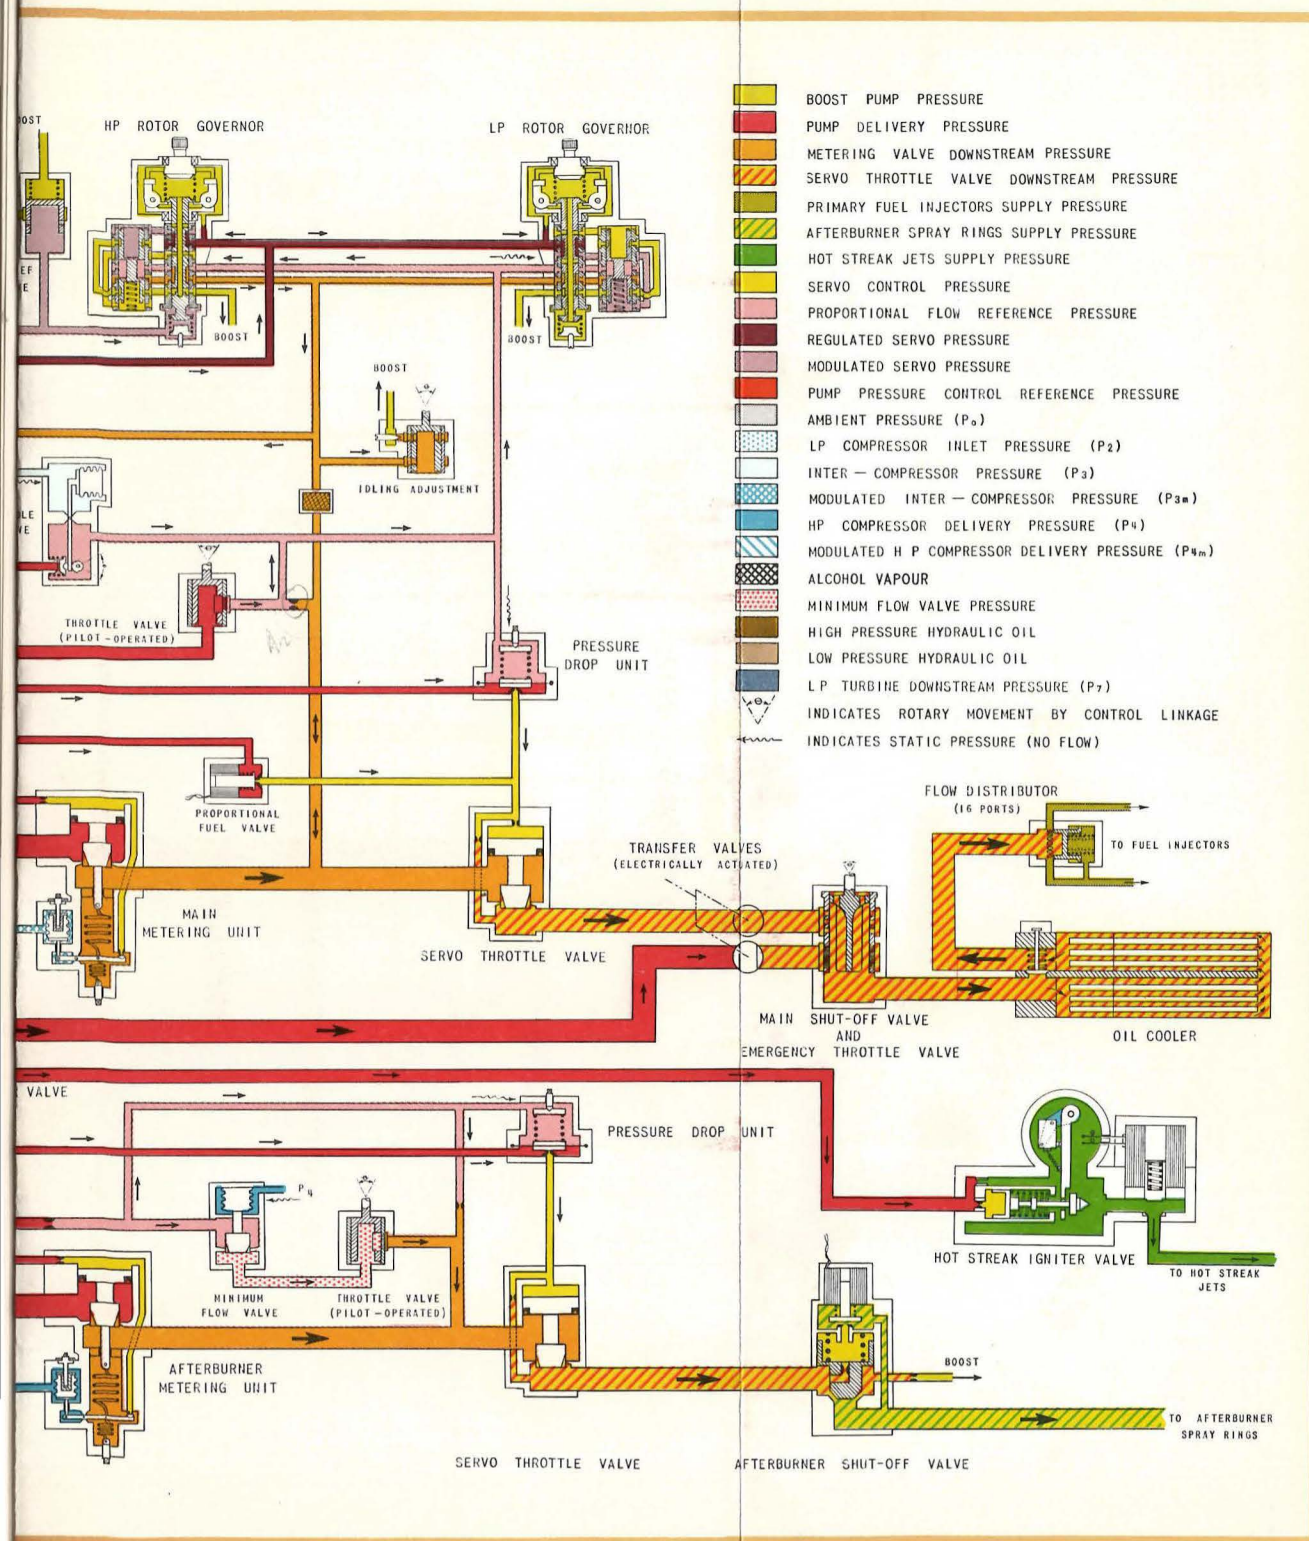 HP ROTOR GOVERNOR
LP ROTOR GOVERNOR
BOOST
BOOST
BOOST
IDLING ADJUSTMENT
THROTTLE VALVE
(PILOT-OPERATED)
PRESSURE
DROP UNIT
PROPORTIONAL
FUEL VALVE
MAIN
METERING UNIT
SERVO THROTTLE VALVE
TRANSFER VALVES
(ELECTRICALLY ACTUATED)
BOOST PUMP PRESSURE
PUMP DELIVERY PRESSURE
METERING VALVE DOWNSTREAM PRESSURE
SERVO THROTTLE VALVE DOWNSTREAM PRESSURE
PRIMARY FUEL INJECTORS SUPPLY PRESSURE
AFTERBURNER SPRAY RINGS SUPPLY PRESSURE
HOT STREAK JETS SUPPLY PRESSURE
SERVO CONTROL PRESSURE
PROPORTIONAL FLOW REFERENCE PRESSURE
REGULATED SERVO PRESSURE
MODULATED SERVO PRESSURE
PUMP PRESSURE CONTROL REFERENCE PRESSURE
AMBIENT PRESSURE (Po)
LP COMPRESSOR INLET PRESSURE (P2)
INTER — COMPRESSOR PRESSURE (P3)
MODULATED INTER — COMPRESSOR PRESSURE (P3m)
HP COMPRESSOR DELIVERY PRESSURE (P4)
MODULATED H P COMPRESSOR DELIVERY PRESSURE (P4m)
ALCOHOL VAPOUR
MINIMUM FLOW VALVE PRESSURE
HIGH PRESSURE HYDRAULIC OIL
LOW PRESSURE HYDRAULIC OIL
LP TURBINE DOWNSTREAM PRESSURE (P7)
INDICATES ROTARY MOVEMENT BY CONTROL LINKAGE
INDICATES STATIC PRESSURE (NO FLOW)
FLOW DISTRIBUTOR
(16 PORTS)
TO FUEL INJECTORS
MAIN SHUT-OFF VALVE
AND
EMERGENCY THROTTLE VALVE
OIL COOLER
VALVE
PRESSURE DROP UNIT
P4
MINIMUM
FLOW VALVE
THROTTLE VALVE
(PILOT-OPERATED)
AFTERBURNER
METERING UNIT
SERVO THROTTLE VALVE
HOT STREAK IGNITER VALVE
TO HOT STREAK
JETS
BOOST
TO AFTERBURNER
SPRAY RINGS
AFTERBURNER SHUT-OFF VALVE